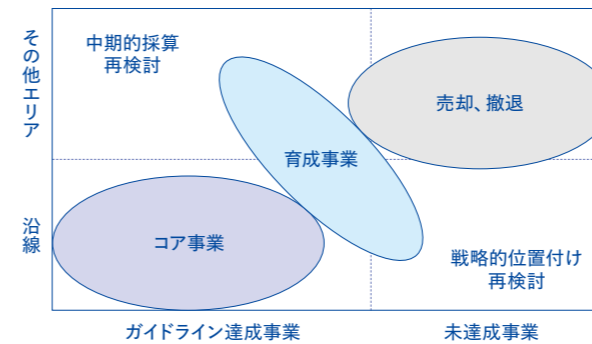 その他エリア
中期的採算
再検討
売却、撤退
育成事業
沿線
コア事業
戦略的位置付け
再検討
ガイドライン達成事業
未達成事業